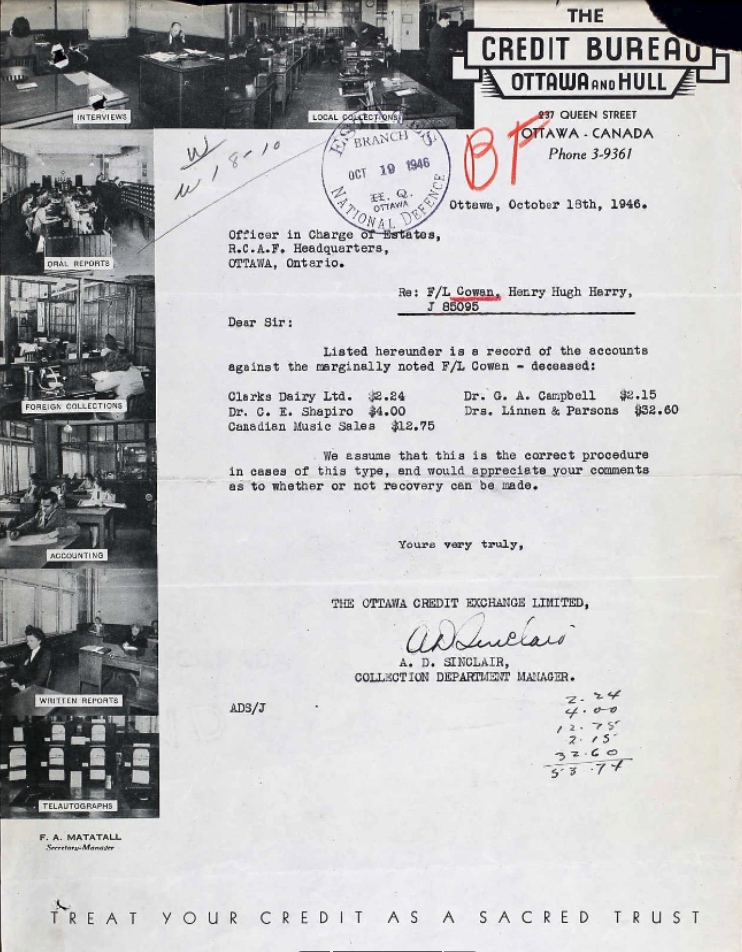 THE
CREDIT BUREAU
OTTAWA AND HULL
237 QUEEN STREET
OTTAWA - CANADA
Phone 3-9361
INTERVIEWS
LOCAL COLLECTIONS
ORAL REPORTS
FOREIGN COLLECTIONS
ACCOUNTING
WRITTEN REPORTS
TELAUTOGRAPHS
F. A. MATATALL
Secretary-Manager
BRANCH
OCT 19 1946
H. Q.
OTTAWA
NATIONAL DEFENCE
BF
Ottawa, October 18th, 1946.
Officer in Charge of Estates,
R.C.A.F. Headquarters,
OTTAWA, Ontario.
Re: F/L Cowan, Henry Hugh Harry,
J 85095
Dear Sir:
Listed hereunder is a record of the accounts
against the marginally noted F/L Cowan - deceased:
Clarks Dairy Ltd. $2.24 Dr. G. A. Campbell $2.15
Dr. C. E. Shapiro $4.00 Drs. Linnen & Parsons $32.60
Canadian Music Sales $12.75
We assume that this is the correct procedure
in cases of this type, and would appreciate your comments
as to whether or not recovery can be made.
Yours very truly,
THE OTTAWA CREDIT EXCHANGE LIMITED,
AD Sinclair
A. D. SINCLAIR,
COLLECTION DEPARTMENT MANAGER.
ADS/J
2.24
4.00
12.75
2.15
32.60
53.74
TREAT YOUR CREDIT AS A SACRED TRUST